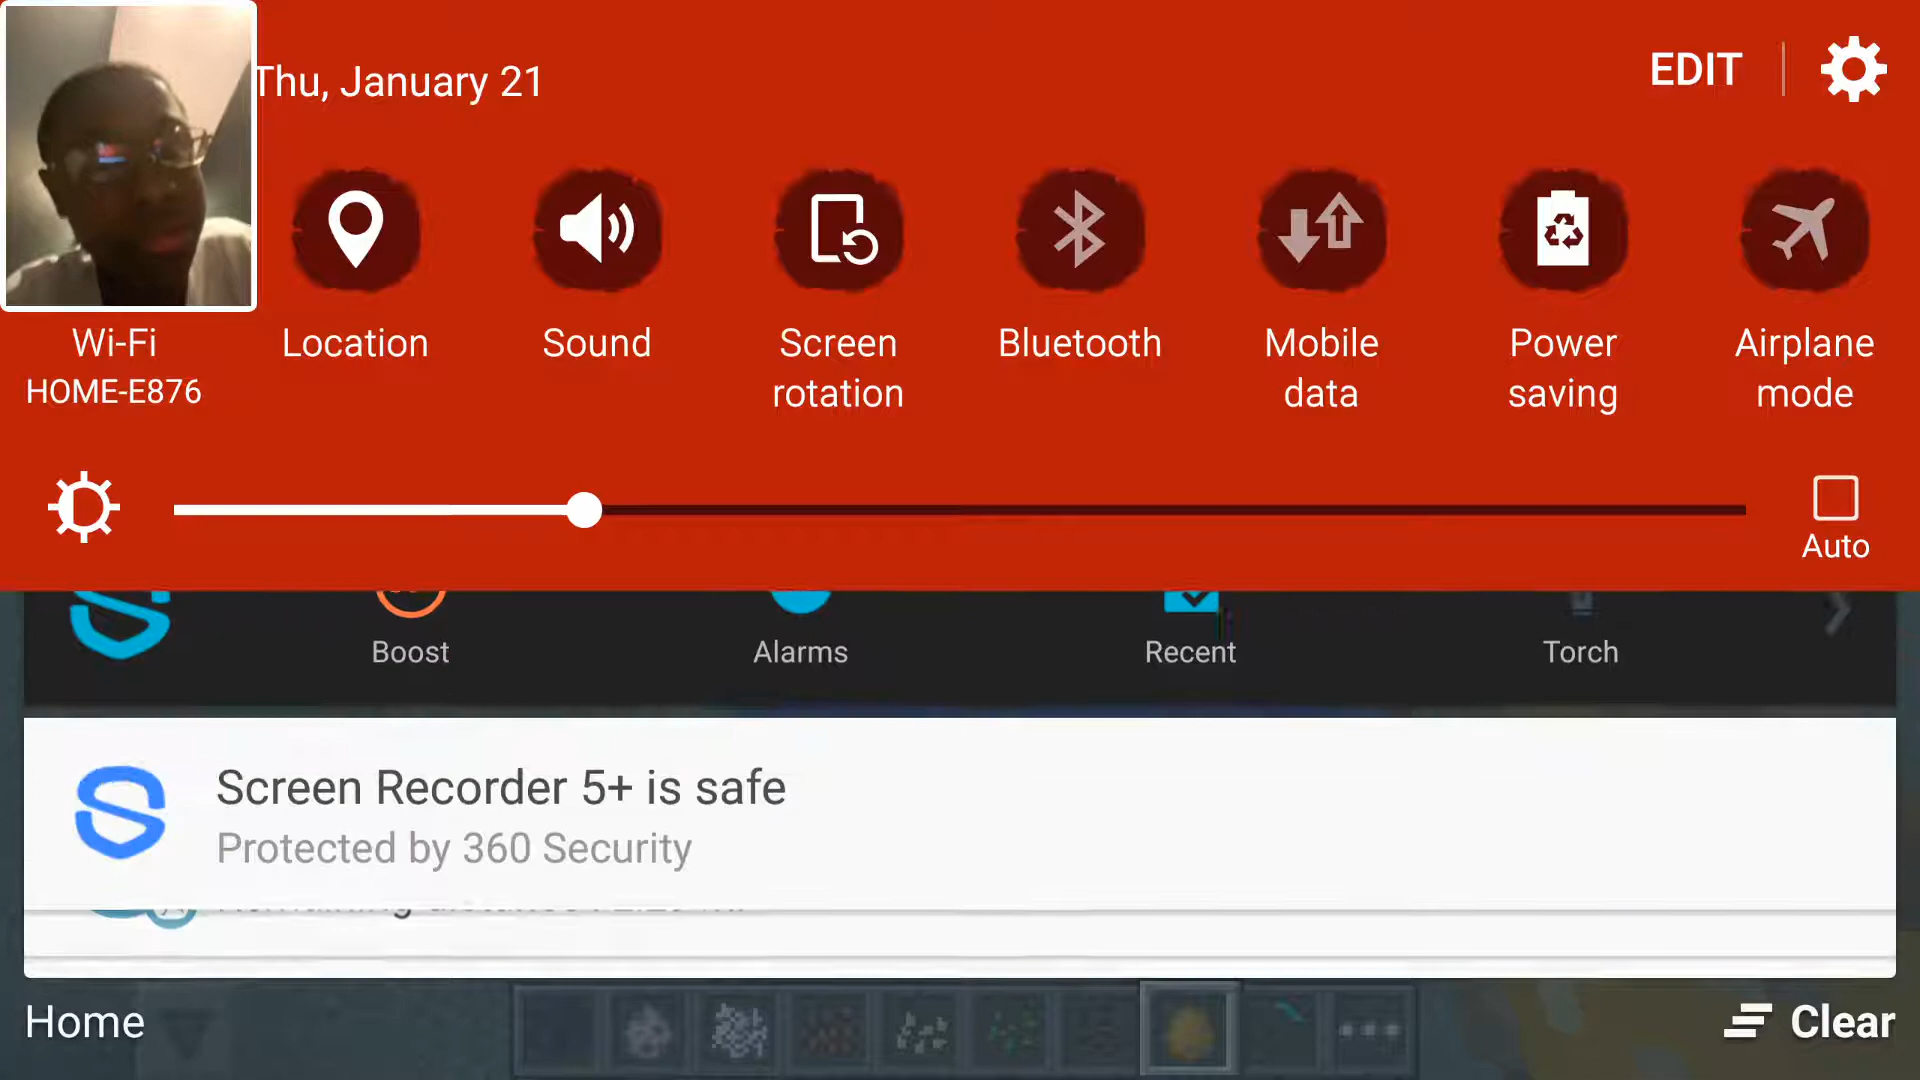 Thu, January 21
EDIT
Wi-Fi
HOME-E876
Location
Sound
Screen
rotation
Bluetooth
Mobile
data
Power
saving
Airplane
mode
Auto
Boost
Alarms
Recent
Torch
Screen Recorder 5+ is safe
Protected by 360 Security
Home
Clear